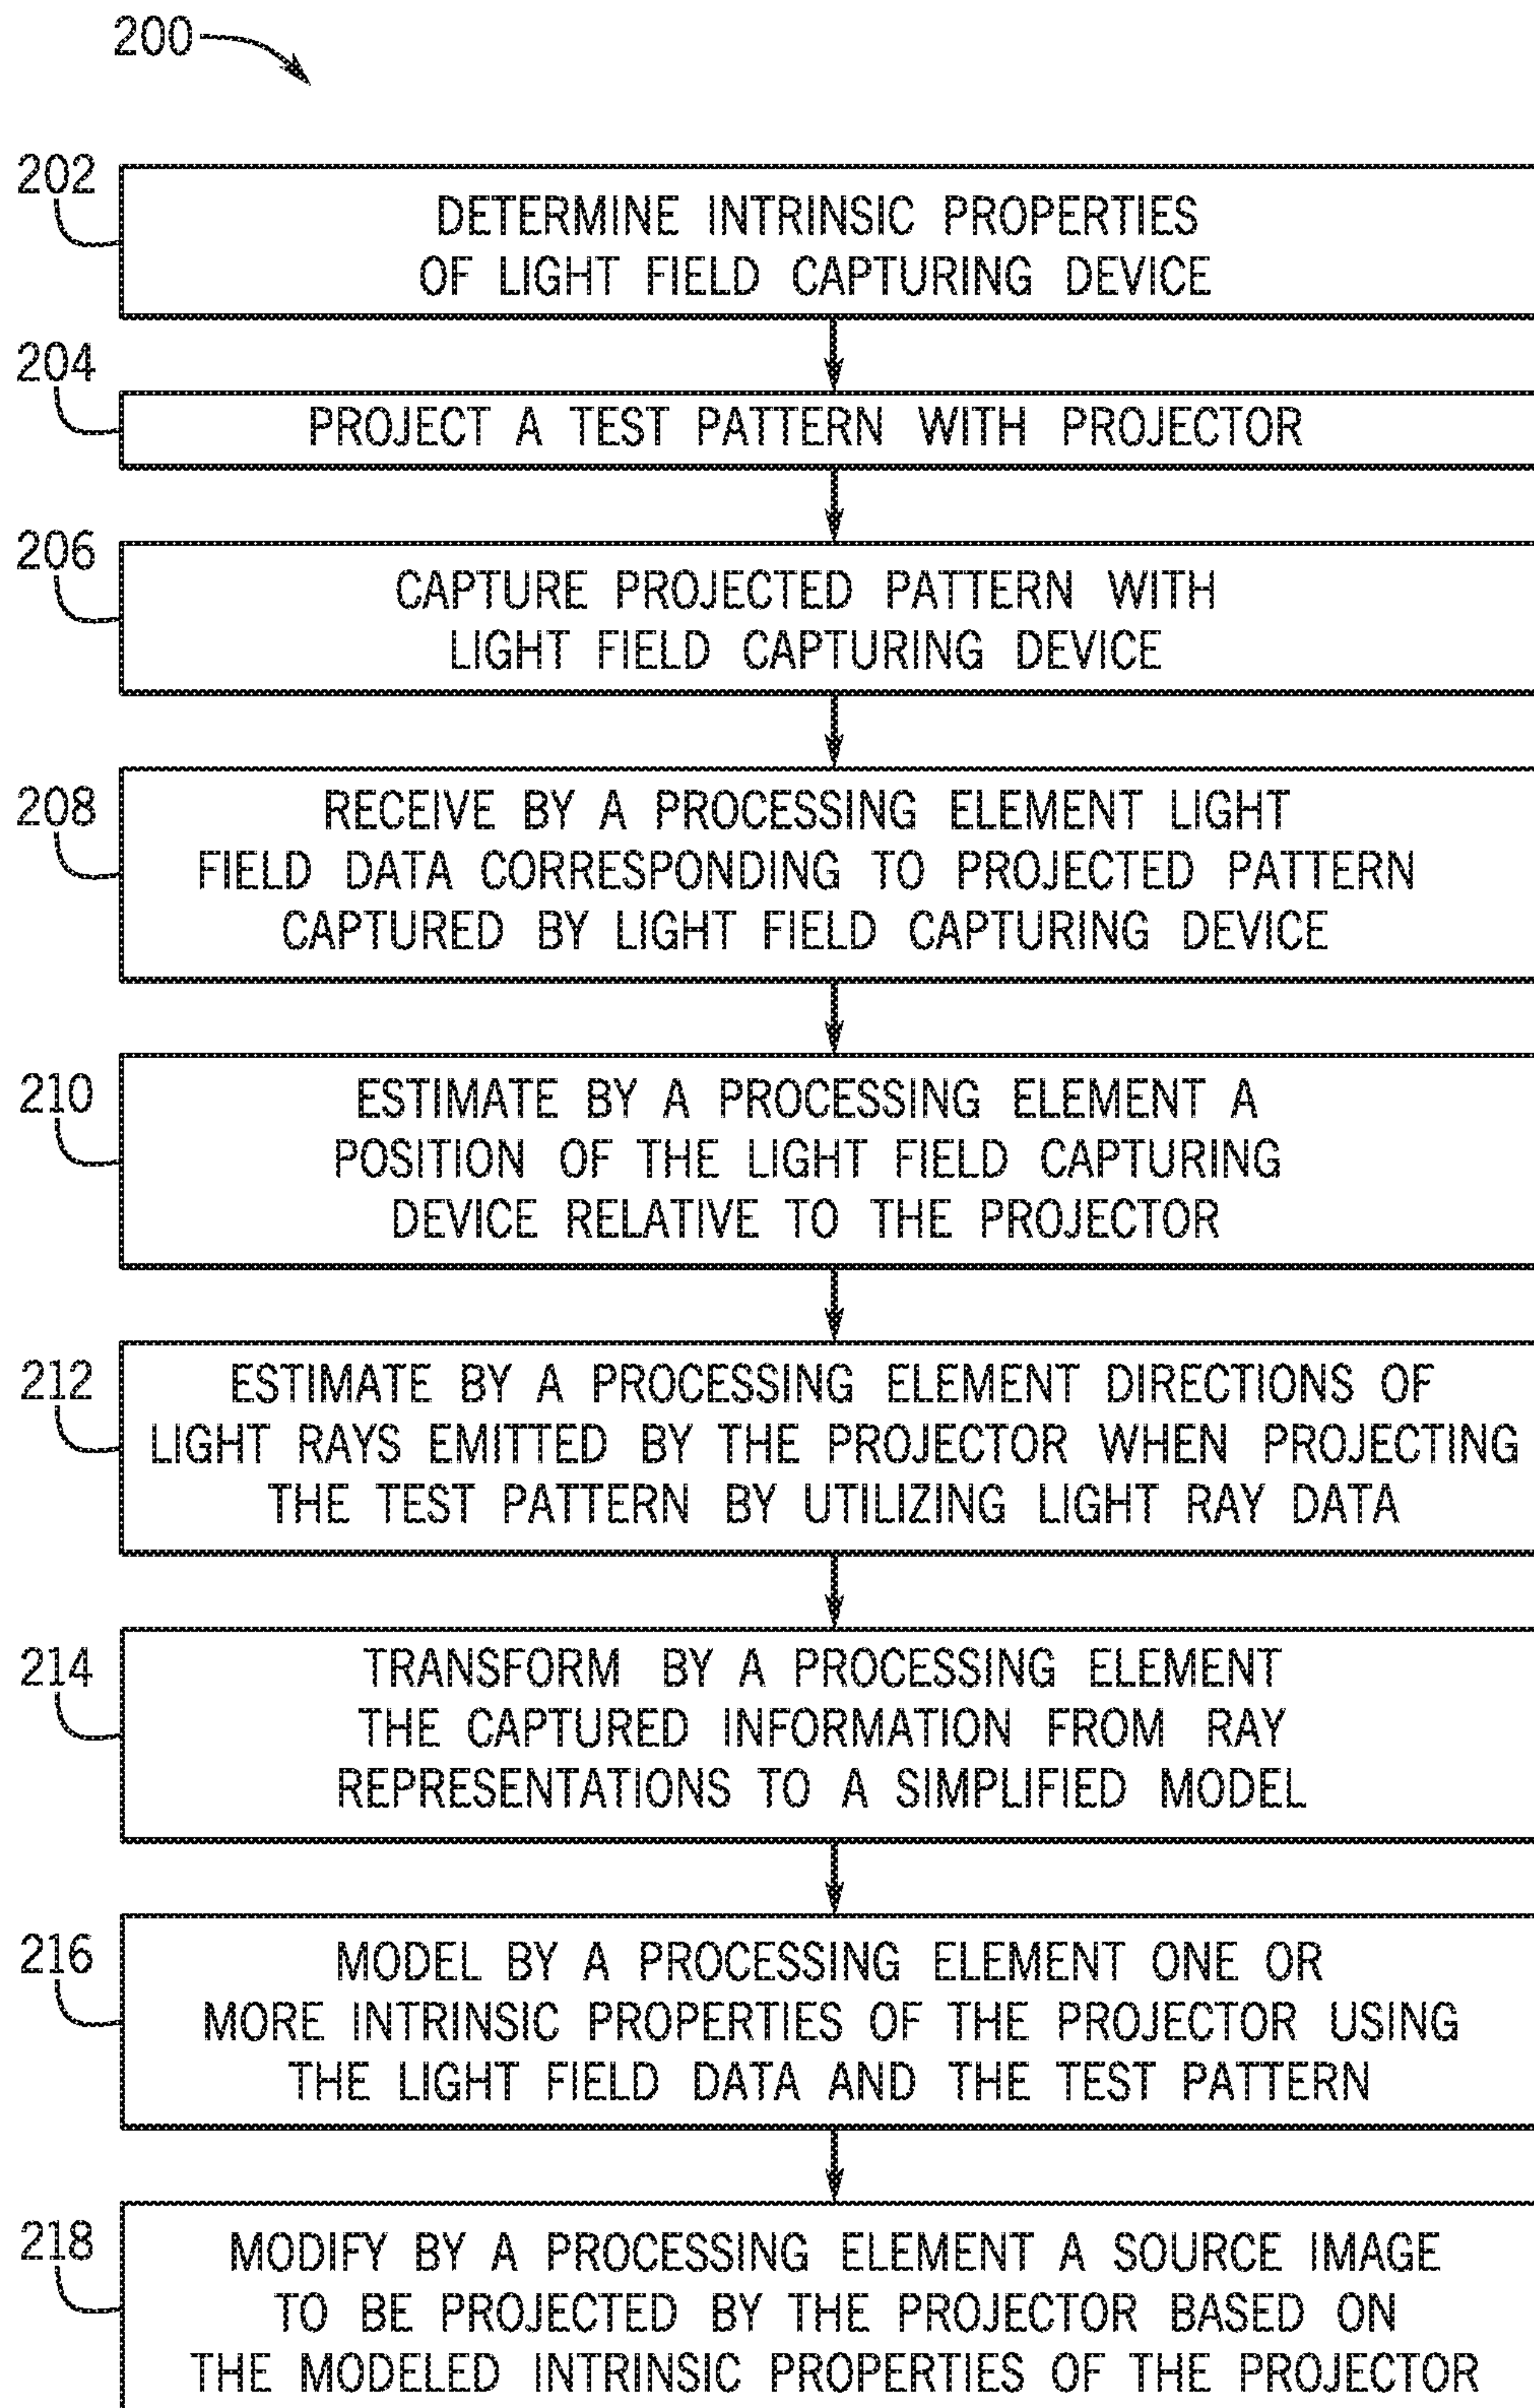 200
202
DETERMINE INTRINSIC PROPERTIES
OF LIGHT FIELD CAPTURING DEVICE
204
PROJECT A TEST PATTERN WITH PROJECTOR
206
CAPTURE PROJECTED PATTERN WITH
LIGHT FIELD CAPTURING DEVICE
208
RECEIVE BY A PROCESSING ELEMENT LIGHT
FIELD DATA CORRESPONDING TO PROJECTED PATTERN
CAPTURED BY LIGHT FIELD CAPTURING DEVICE
210
ESTIMATE BY A PROCESSING ELEMENT A
POSITION OF THE LIGHT FIELD CAPTURING
DEVICE RELATIVE TO THE PROJECTOR
212
ESTIMATE BY A PROCESSING ELEMENT DIRECTIONS OF
LIGHT RAYS EMITTED BY THE PROJECTOR WHEN PROJECTING
THE TEST PATTERN BY UTILIZING LIGHT RAY DATA
214
TRANSFORM BY A PROCESSING ELEMENT
THE CAPTURED INFORMATION FROM RAY
REPRESENTATIONS TO A SIMPLIFIED MODEL
216
MODEL BY A PROCESSING ELEMENT ONE OR
MORE INTRINSIC PROPERTIES OF THE PROJECTOR USING
THE LIGHT FIELD DATA AND THE TEST PATTERN
218
MODIFY BY A PROCESSING ELEMENT A SOURCE IMAGE
TO BE PROJECTED BY THE PROJECTOR BASED ON
THE MODELED INTRINSIC PROPERTIES OF THE PROJECTOR